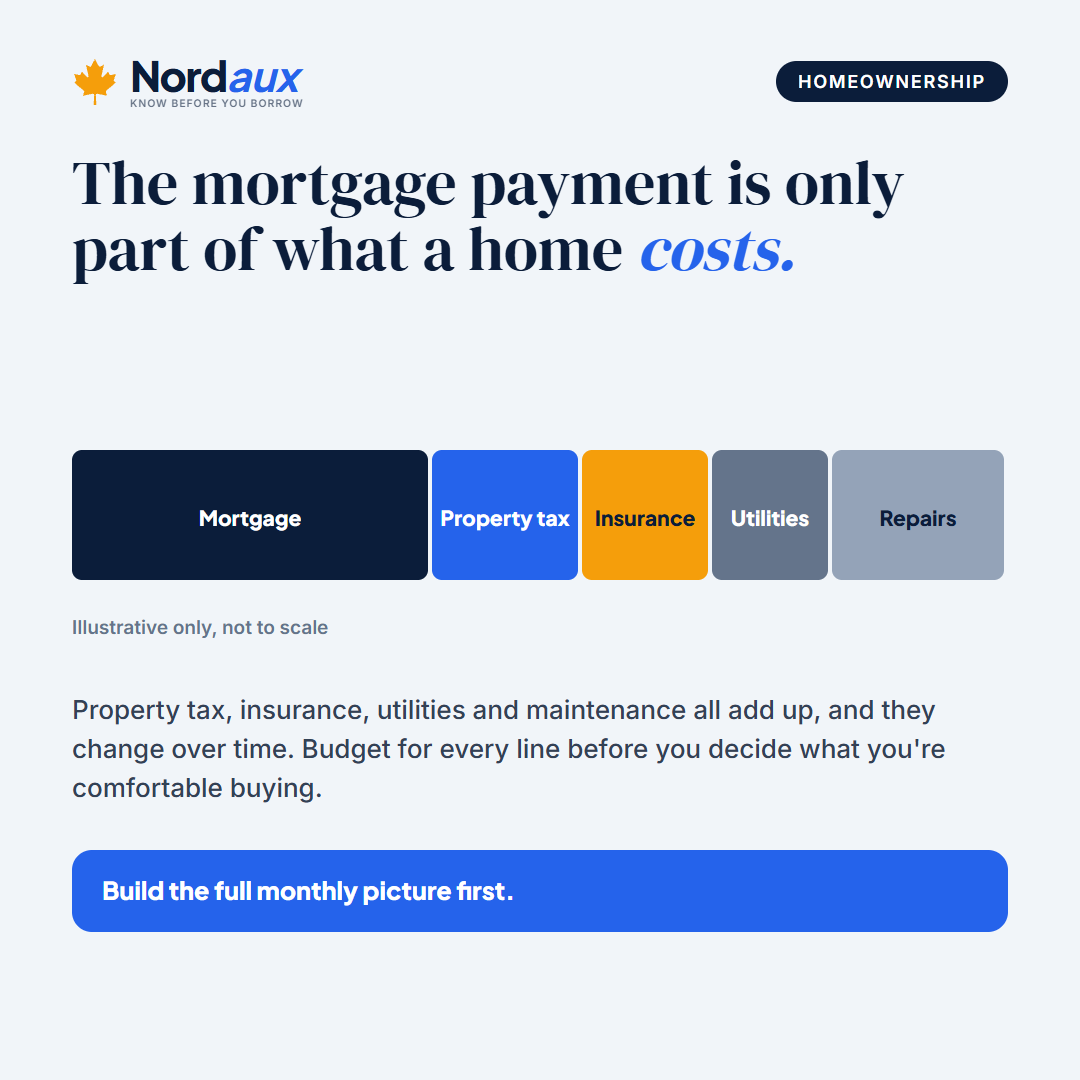 Nordaux
KNOW BEFORE YOU BORROW
HOMEOWNERSHIP
The mortgage payment is only
part of what a home costs.
Mortgage
Property tax
Insurance
Utilities
Repairs
Illustrative only, not to scale
Property tax, insurance, utilities and maintenance all add up, and they
change over time. Budget for every line before you decide what you're
comfortable buying.
Build the full monthly picture first.